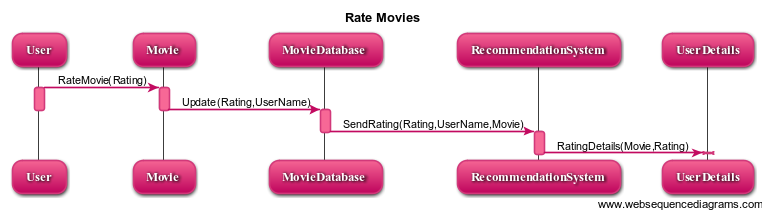 Rate Movies
User
Movie
MovieDatabase
RecommendationSystem
UserDetails
RateMovie(Rating)
Update(Rating,UserName)
SendRating(Rating,UserName,Movie)
RatingDetails(Movie,Rating)
User
Movie
MovieDatabase
RecommendationSystem
UserDetails
www.websequencediagrams.com